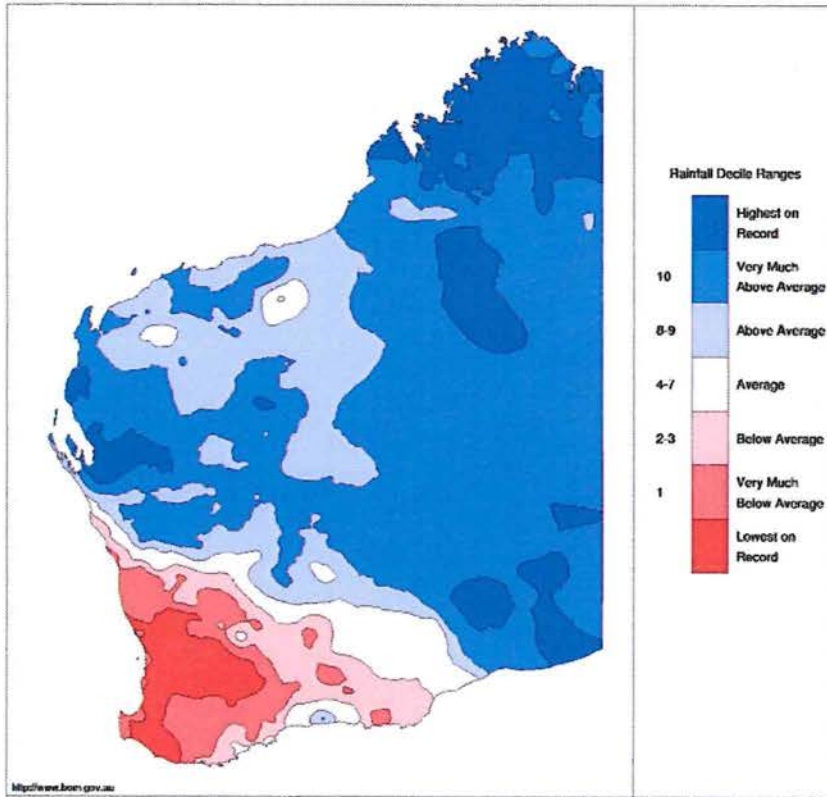 Rainfall Decile Ranges
Highest on
Record
10
Very Much
Above Average
8-9
Above Average
4-7
Average
2-3
Below Average
1
Very Much
Below Average
Lowest on
Record
http://www.bom.gov.au